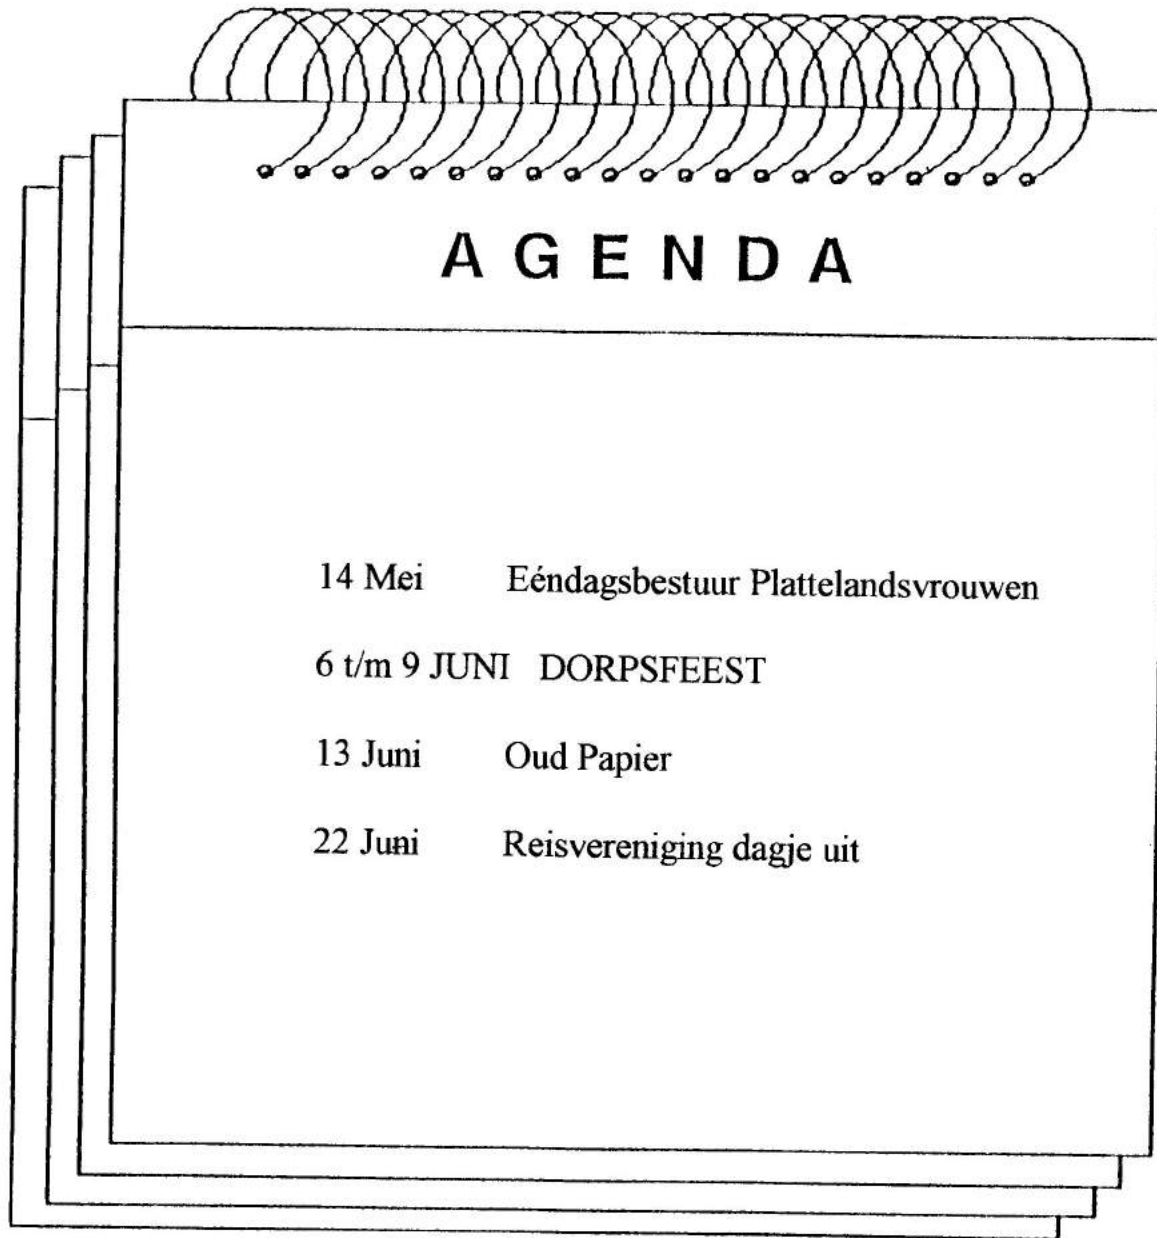 AGENDA
14 Mei Eéndagsbestuur Plattelandsvrouwen
6 t/m 9 JUNI DORPSFEEST
13 Juni Oud Papier
22 Juni Reisvereniging dagje uit